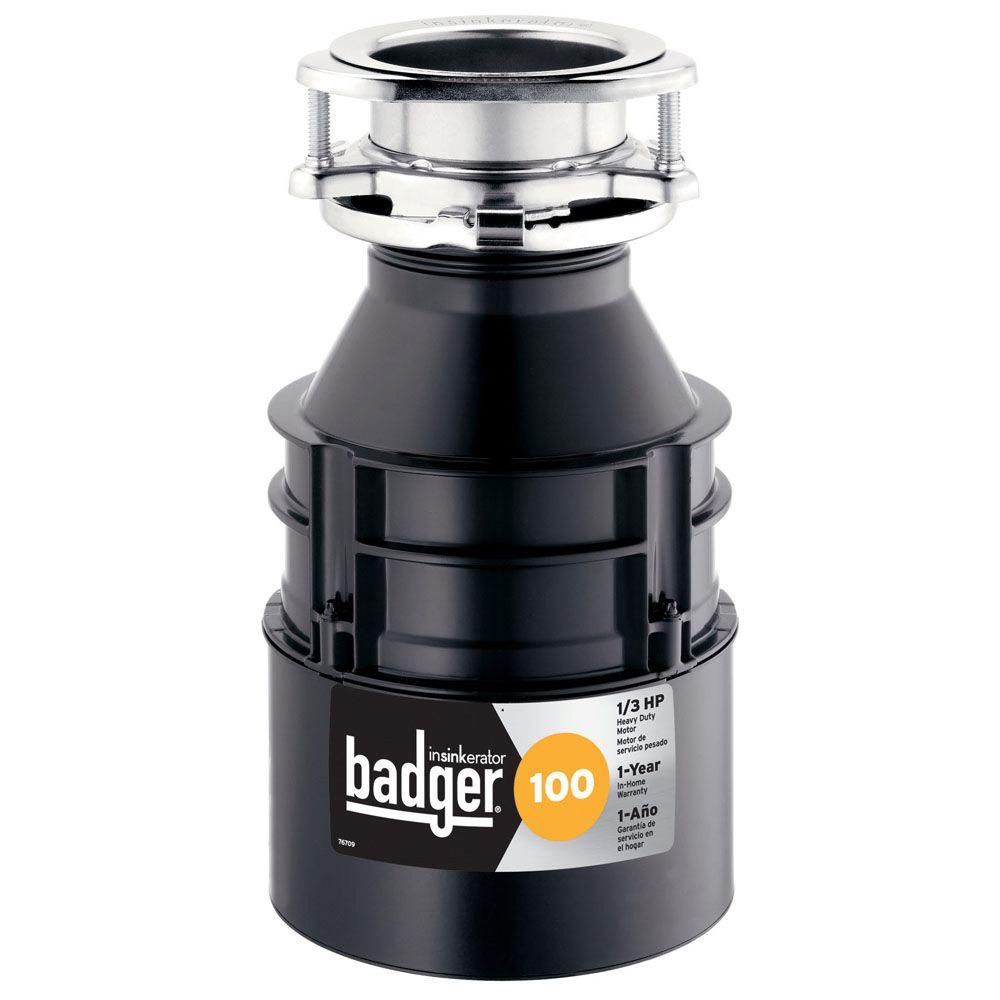 insinkerator®
insinkerator
badger®
100
1/3 HP
Heavy Duty
Motor
Motor de
servicio pesado
1-Year
In-Home
Warranty
1-Año
Garantía de
servicio en
el hogar
76709